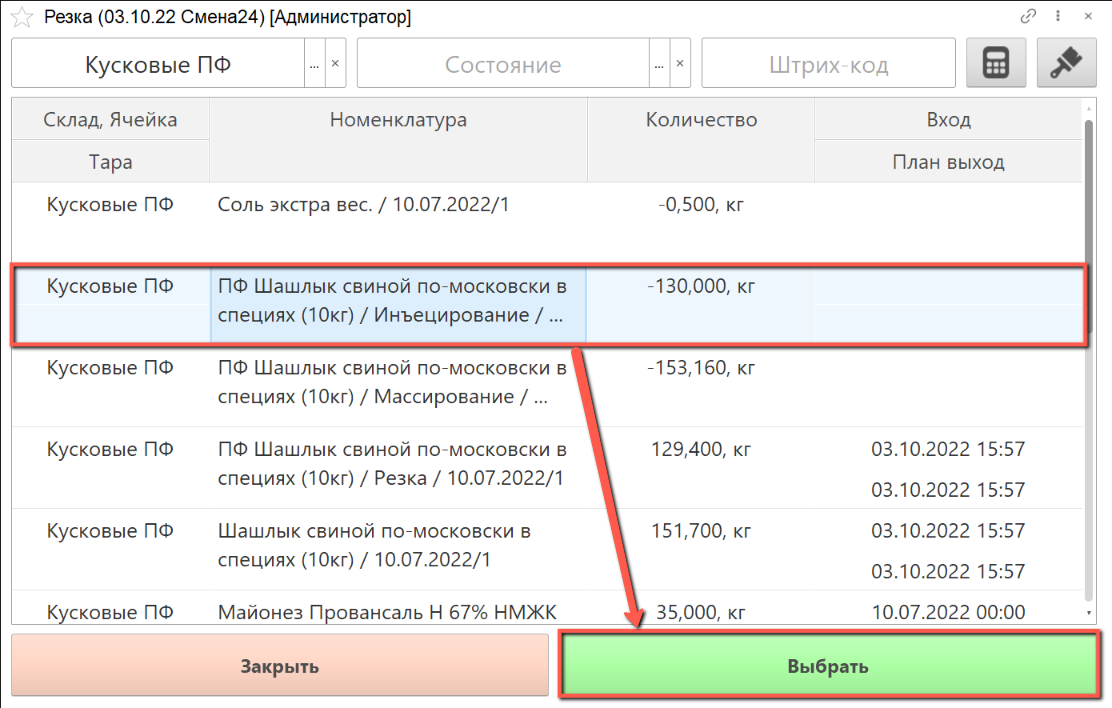 Резка (03.10.22 Смена24) [Администратор]
Кусковые ПФ ... × Состояние ... × Штрих-код
Склад, Ячейка Номенклатура Количество Вход
Тара План выход
Кусковые ПФ Соль экстра вес. / 10.07.2022/1 -0,500, кг
Кусковые ПФ ПФ Шашлык свиной по-московски в -130,000, кг
специях (10кг) / Инъецирование / ...
Кусковые ПФ ПФ Шашлык свиной по-московски в -153,160, кг
специях (10кг) / Массирование / ...
Кусковые ПФ ПФ Шашлык свиной по-московски в 129,400, кг 03.10.2022 15:57
специях (10кг) / Резка / 10.07.2022/1 03.10.2022 15:57
Кусковые ПФ Шашлык свиной по-московски в 151,700, кг 03.10.2022 15:57
специях (10кг) / 10.07.2022/1 03.10.2022 15:57
Кусковые ПФ Майонез Провансаль Н 67% НМЖК 35,000, кг 10.07.2022 00:00
Закрыть Выбрать